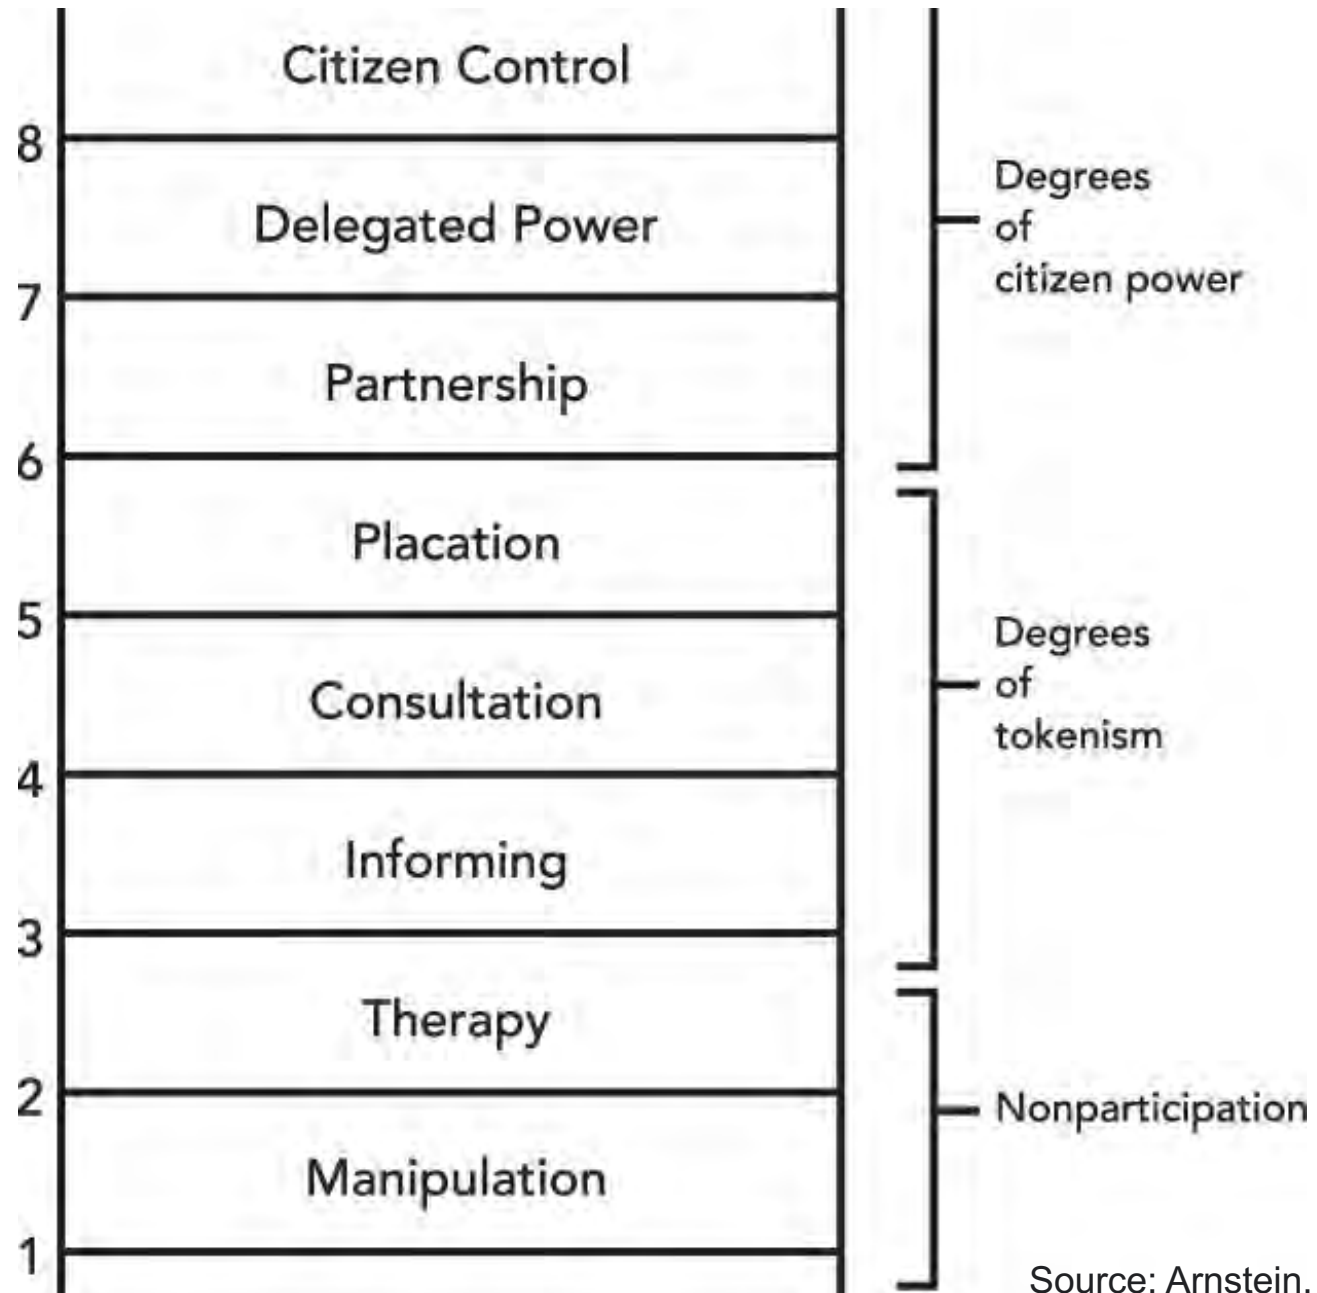 Citizen Control
8
Delegated Power
7
Partnership
6
Placation
5
Consultation
4
Informing
3
Therapy
2
Manipulation
1
Degrees
of
citizen power
Degrees
of
tokenism
Nonparticipation
Source: Arnstein.